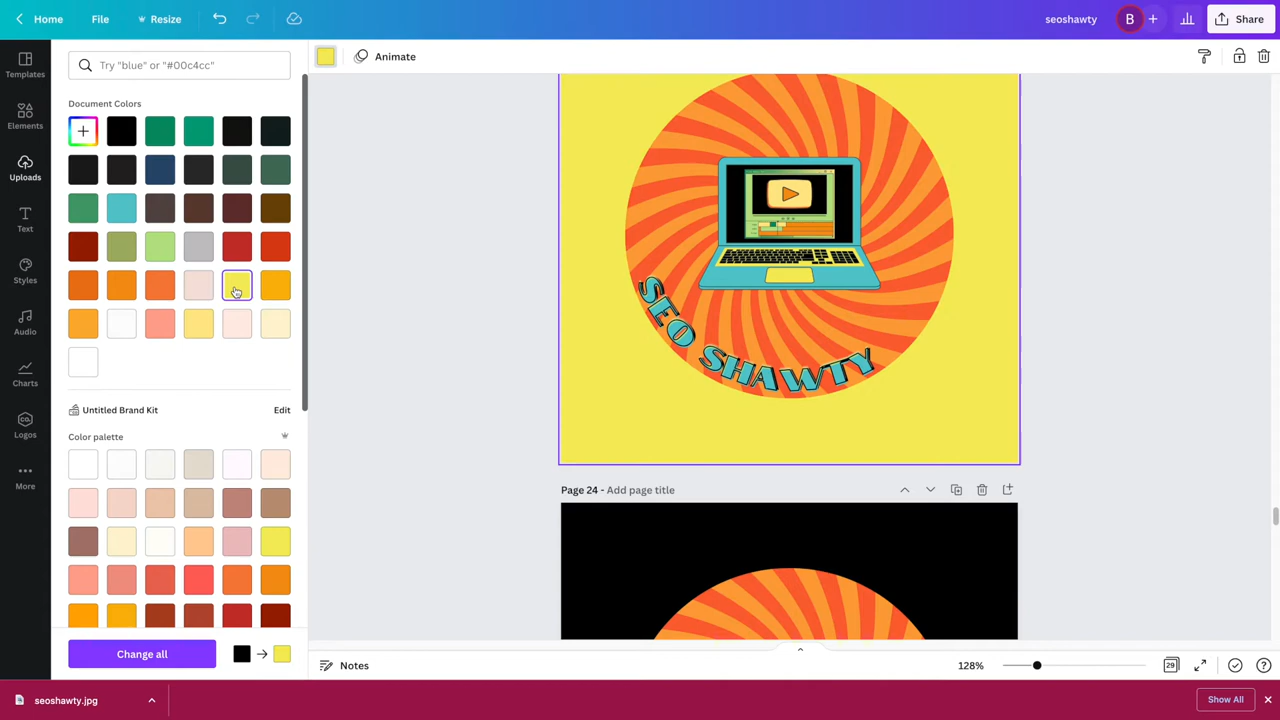 Home
File
Resize
seoshawty
B
+
Share
Templates
Elements
Uploads
Text
Styles
Audio
Charts
CO.
Logos
More
Try "blue" or "#00c4cc"
Animate
Document Colors
+
Untitled Brand Kit
Edit
Color palette
Change all
SEO SHAWTY
Page 24 - Add page title
Notes
128%
29
?
seoshawty.jpg
Show All